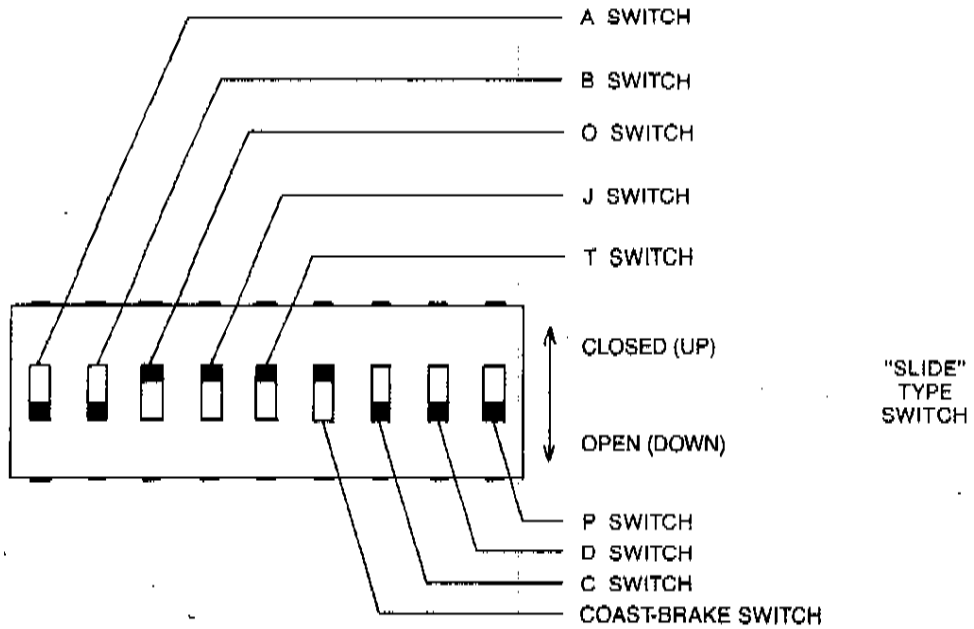 A SWITCH
B SWITCH
O SWITCH
J SWITCH
T SWITCH
CLOSED (UP)
"SLIDE"
TYPE
SWITCH
OPEN (DOWN)
P SWITCH
D SWITCH
C SWITCH
COAST-BRAKE SWITCH